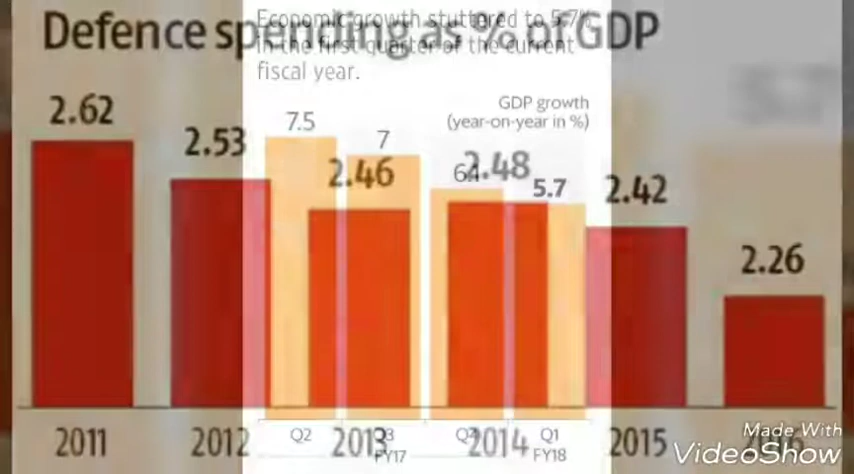 Defence spending as % of GDP
Economic growth stuttered to 5.7%
in the first quarter of the current
fiscal year.
GDP growth
(year-on-year in %)
2.62
2.53
7.5
7
2.46
2.48
5.7
2.42
2.26
2011
2012
Q2
2013
Q3
FY17
2014
Q1
FY18
2015
Made With
VideoShow